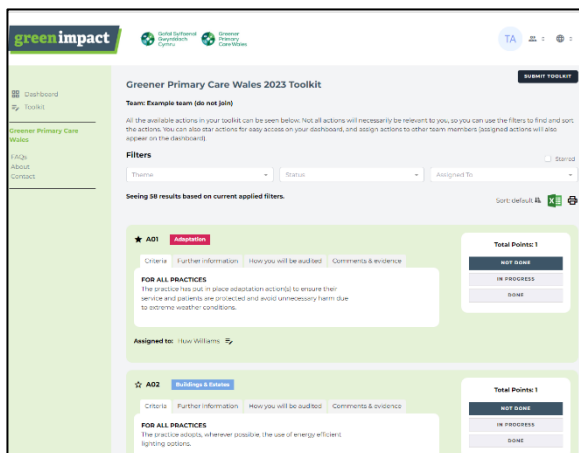 greenimpact
Gofal Sylfaenol
Gwyrddach
Cymru
Greener
Primary
Care Wales
TA
Dashboard
Toolkit
Greener Primary Care
Wales
FAQs
About
Contact
SUBMIT TOOLKIT
Greener Primary Care Wales 2023 Toolkit
Team: Example team (do not join)
All the available actions in your toolkit can be seen below. Not all actions will necessarily be relevant to you, so you can use the filters to find and sort
the actions. You can also star actions for easy access on your dashboard, and assign actions to other team members (assigned actions will also
appear on the dashboard).
Filters
Starred
Theme
Status
Assigned To
Seeing 58 results based on current applied filters.
Sort: default
A01
Adaptation
Criteria
Further information
How you will be audited
Comments & evidence
FOR ALL PRACTICES
The practice has put in place adaptation action(s) to ensure their
service and patients are protected and avoid unnecessary harm due
to extreme weather conditions.
Assigned to: Huw Williams
Total Points: 1
NOT DONE
IN PROGRESS
DONE
A02
Buildings & Estates
Criteria
Further information
How you will be audited
Comments & evidence
FOR ALL PRACTICES
The practice adopts, wherever possible, the use of energy efficient
lighting options.
Total Points: 1
NOT DONE
IN PROGRESS
DONE